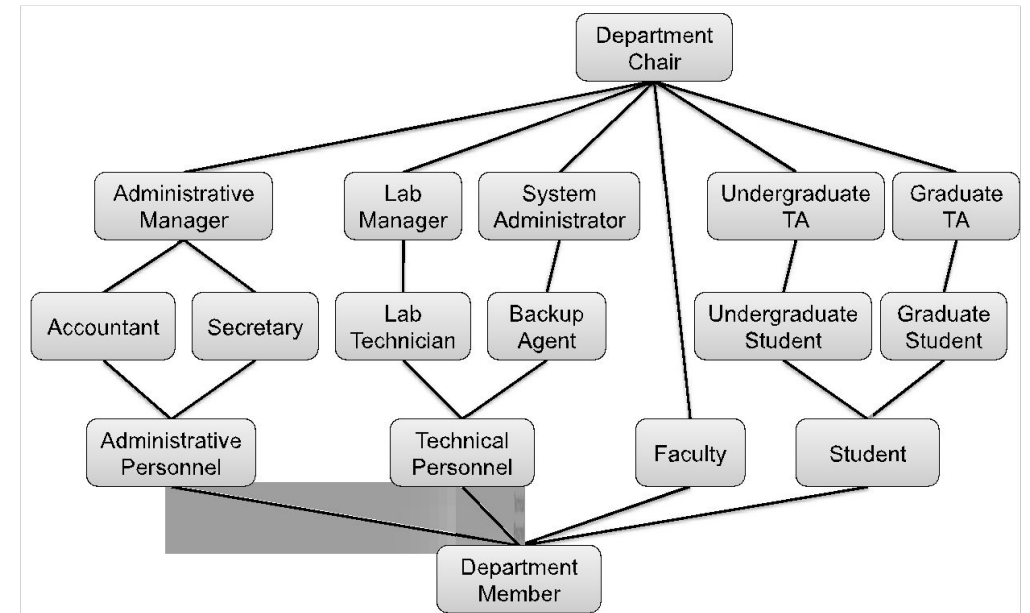 Department
Chair
Administrative
Manager
Lab
Manager
System
Administrator
Undergraduate
TA
Graduate
TA
Accountant
Secretary
Lab
Technician
Backup
Agent
Undergraduate
Student
Graduate
Student
Administrative
Personnel
Technical
Personnel
Faculty
Student
Department
Member